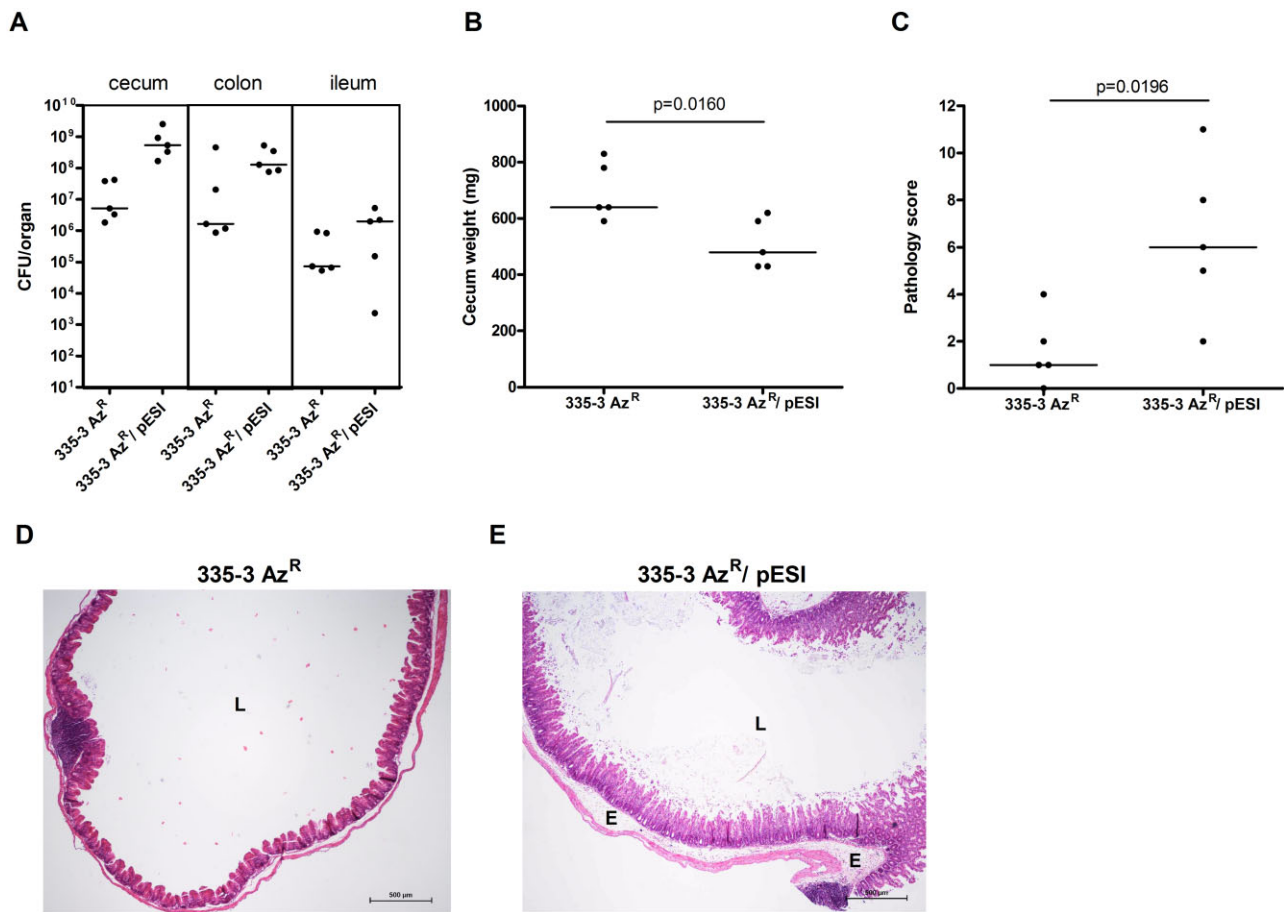 A
cecum colon ileum
CFU/organ
10^10
10^9
10^8
10^7
10^6
10^5
10^4
10^3
10^2
10^1
335-3 Az^R
335-3 Az^R/ pESI
335-3 Az^R
335-3 Az^R/ pESI
335-3 Az^R
335-3 Az^R/ pESI
B
p=0.0160
Cecum weight (mg)
1000
800
600
400
200
0
335-3 Az^R 335-3 Az^R/ pESI
C
p=0.0196
Pathology score
12
10
8
6
4
2
0
335-3 Az^R 335-3 Az^R/ pESI
D
335-3 Az^R
L
500 µm
E
335-3 Az^R/ pESI
L
E
E
500 µm